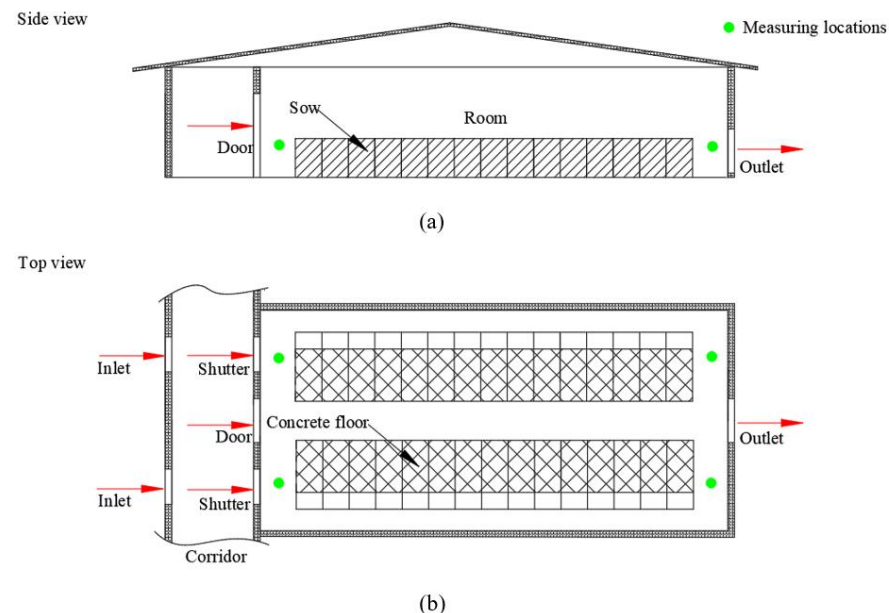 Side view
Measuring locations
Sow
Room
Door
Outlet
(a)
Top view
Inlet
Shutter
Door
Concrete floor
Outlet
Inlet
Shutter
Corridor
(b)